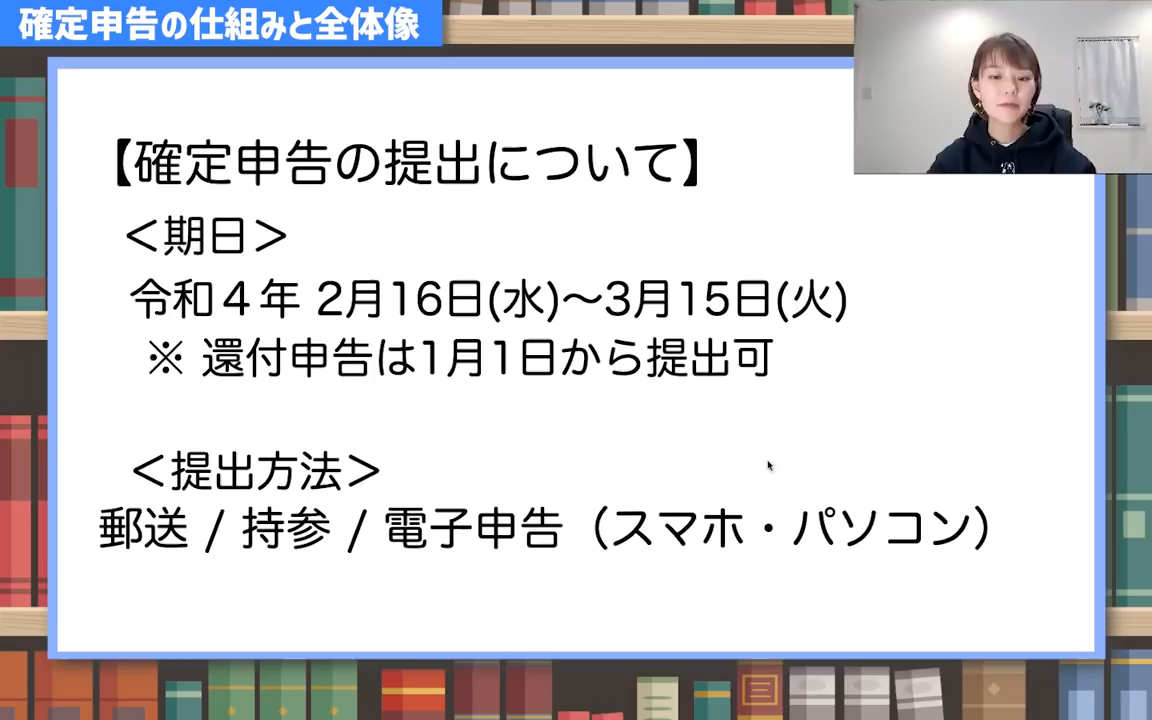 確定申告の仕組みと全体像
【確定申告の提出について】
＜期日＞
令和４年 2月16日(水)〜3月15日(火)
※ 還付申告は1月1日から提出可
＜提出方法＞
郵送 / 持参 / 電子申告（スマホ・パソコン）